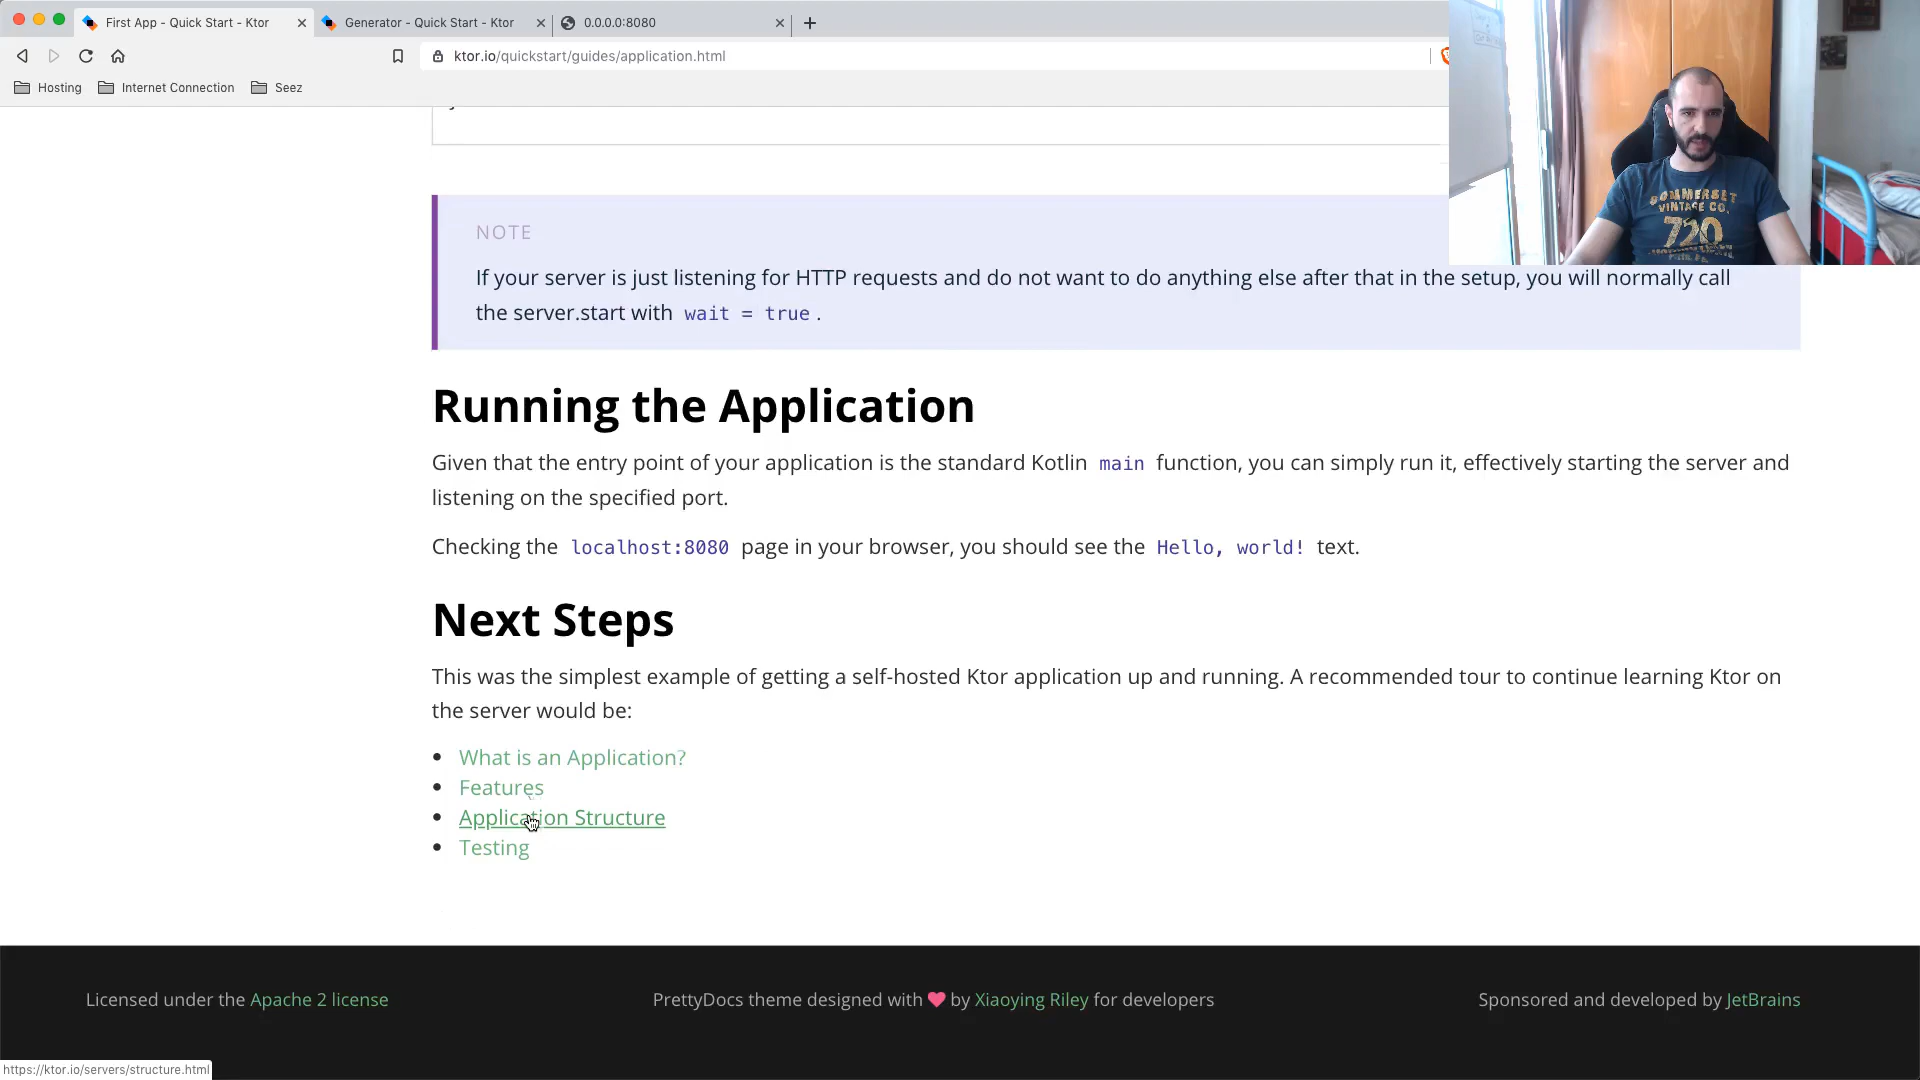 First App - Quick Start - Ktor
Generator - Quick Start - Ktor
0.0.0.0:8080
ktor.io/quickstart/guides/application.html
Hosting
Internet Connection
Seez
NOTE
If your server is just listening for HTTP requests and do not want to do anything else after that in the setup, you will normally call
the server.start with wait = true .
Running the Application
Given that the entry point of your application is the standard Kotlin main function, you can simply run it, effectively starting the server and
listening on the specified port.
Checking the localhost:8080 page in your browser, you should see the Hello, world! text.
Next Steps
This was the simplest example of getting a self-hosted Ktor application up and running. A recommended tour to continue learning Ktor on
the server would be:
What is an Application?
Features
Application Structure
Testing
Licensed under the Apache 2 license
PrettyDocs theme designed with ❤ by Xiaoying Riley for developers
Sponsored and developed by JetBrains
https://ktor.io/servers/structure.html
VINTAGE CO.
720